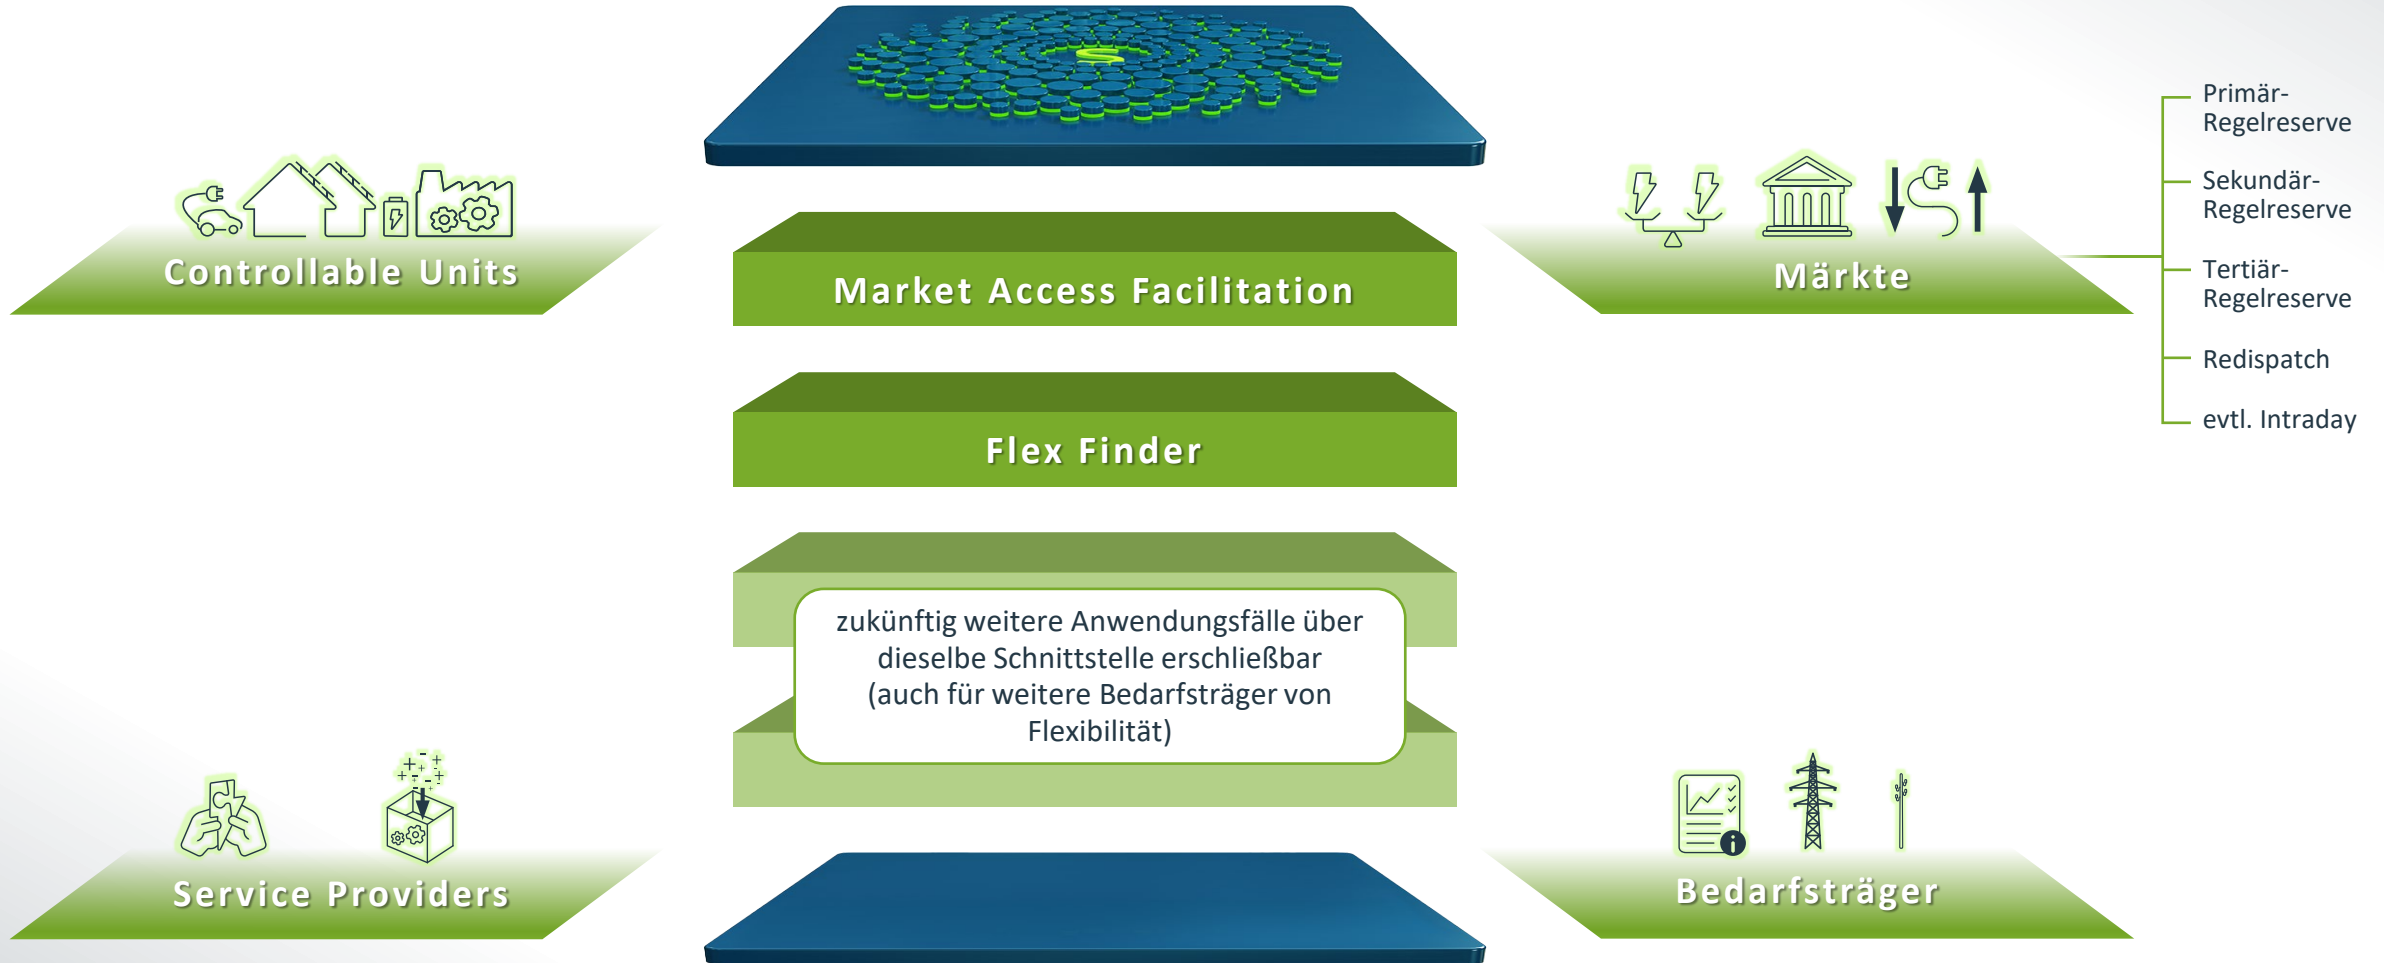 Controllable Units
Market Access Facilitation
Flex Finder
zukünftig weitere Anwendungsfälle über
dieselbe Schnittstelle erschließbar
(auch für weitere Bedarfsträger von
Flexibilität)
Märkte
Primär-
Regelreserve
Sekundär-
Regelreserve
Tertiär-
Regelreserve
Redispatch
evtl. Intraday
Service Providers
Bedarfsträger